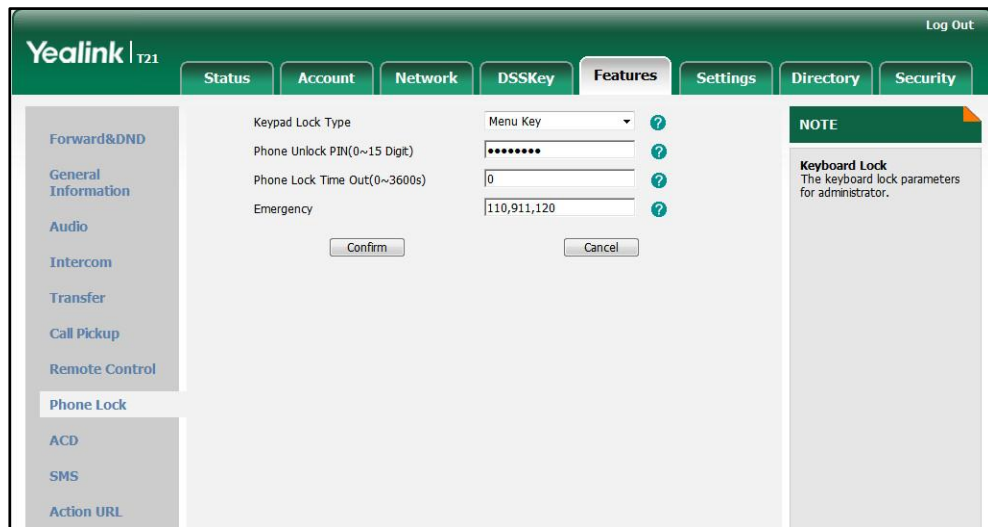 Log Out
Yealink T21
Status Account Network DSSKey Features Settings Directory Security
Forward&DND
General
Information
Audio
Intercom
Transfer
Call Pickup
Remote Control
Phone Lock
ACD
SMS
Action URL
Keypad Lock Type Menu Key
Phone Unlock PIN(0~15 Digit) ••••••••
Phone Lock Time Out(0~3600s) 0
Emergency 110,911,120
Confirm Cancel
NOTE
Keyboard Lock
The keyboard lock parameters
for administrator.